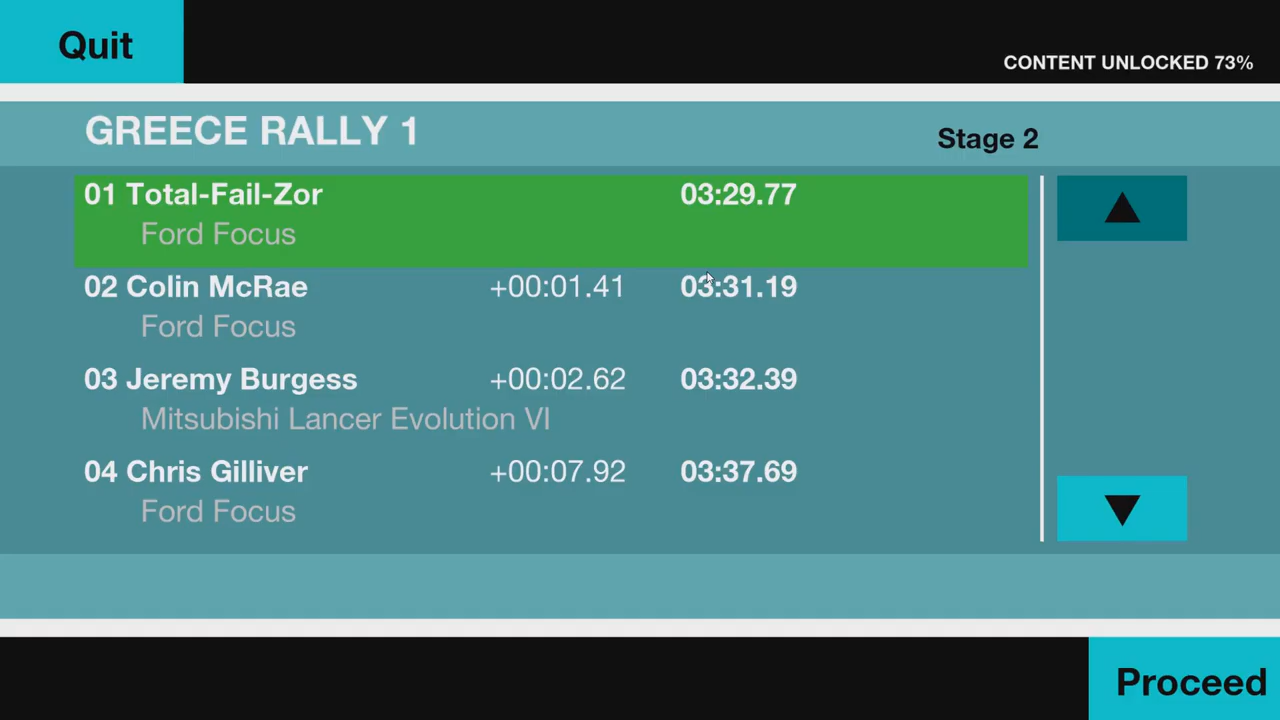 Quit
CONTENT UNLOCKED 73%
GREECE RALLY 1
Stage 2
01 Total-Fail-Zor 03:29.77
Ford Focus
02 Colin McRae +00:01.41 03:31.19
Ford Focus
03 Jeremy Burgess +00:02.62 03:32.39
Mitsubishi Lancer Evolution VI
04 Chris Gilliver +00:07.92 03:37.69
Ford Focus
Proceed